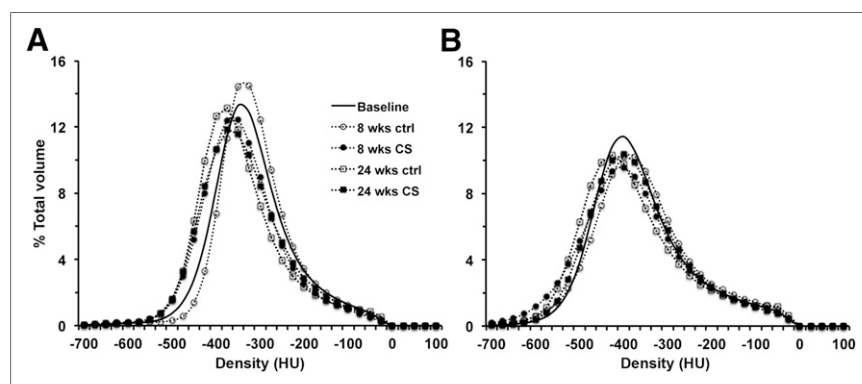 A
B
16
12
8
4
0
% Total volume
-700 -600 -500 -400 -300 -200 -100 0 100
Density (HU)
Baseline
8 wks ctrl
8 wks CS
24 wks ctrl
24 wks CS
16
12
8
4
0
-700 -600 -500 -400 -300 -200 -100 0 100
Density (HU)